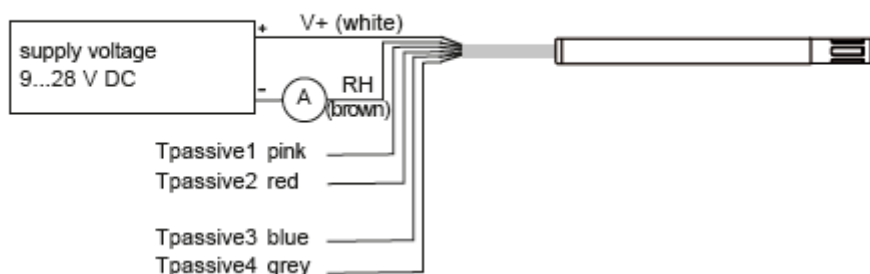 + V+ (white)
supply voltage
9...28 V DC
- A RH
(brown)
Tpassive1 pink
Tpassive2 red
Tpassive3 blue
Tpassive4 grey